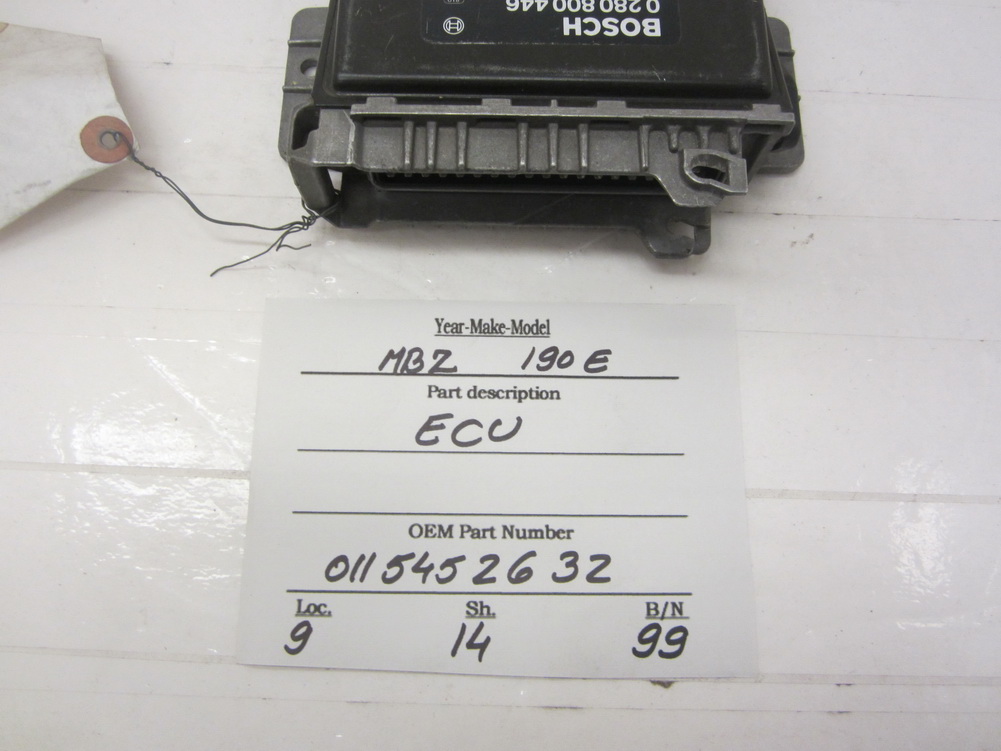 BOSCH
0 280 800 446
Year-Make-Model
MBZ 190E
Part description
ECU
OEM Part Number
011 545 26 32
Loc. Sh. B/N
9 14 99